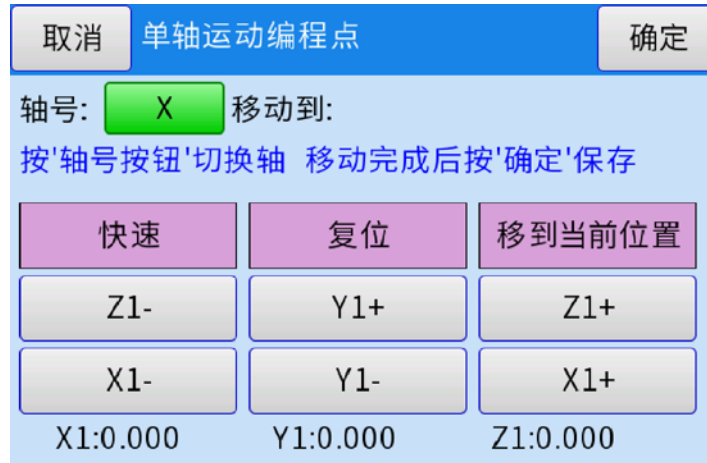 取消 单轴运动编程点 确定
轴号: X 移动到:
按'轴号按钮'切换轴 移动完成后按'确定'保存
快速 复位 移到当前位置
Z1- Y1+ Z1+
X1- Y1- X1+
X1:0.000 Y1:0.000 Z1:0.000